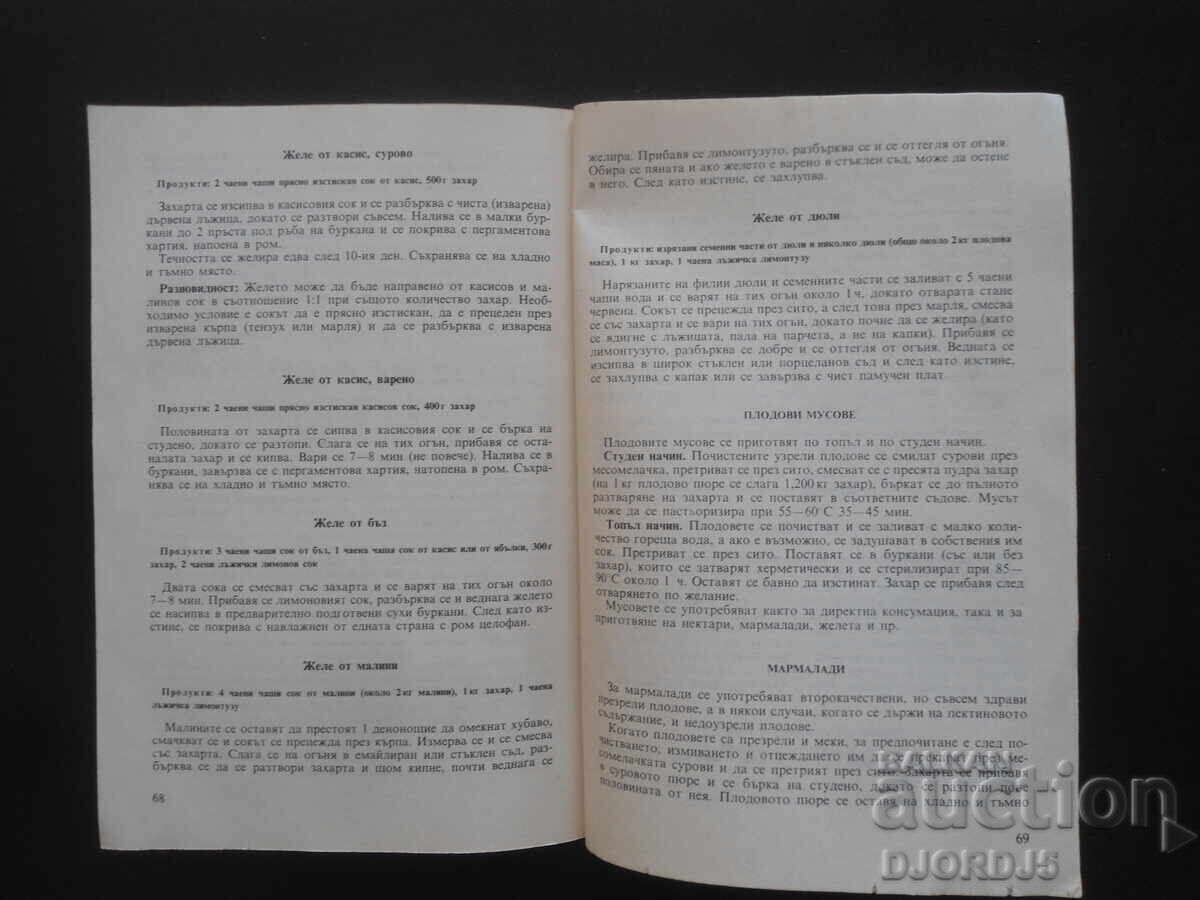 Желе от касис, сурово
Продукти: 2 чаени чаши прясно изстискан сок от касис, 500 г захар
Захарта се изсипва в касисовия сок и се разбърква с чиста (изварена)
дървена лъжица, докато се разтвори съвсем. Налива се в малки бур-
кани до 2 пръста под ръба на буркана и се покрива с пергаментова
хартия, напоена в ром.
Течността се желира едва след 10-ия ден. Съхранява се на хладно
и тъмно място.
Разновидност: Желето може да бъде направено от касисов и ма-
линов сок в съотношение 1:1 при същото количество захар. Необ-
ходимо условие е сокът да е прясно изстискан, да е прецеден през
изварена кърпа (тензух или марля) и да се разбърква с изварена
дървена лъжица.
Желе от касис, варено
Продукти: 2 чаени чаши прясно изстискан касисов сок, 400 г захар
Половината от захарта се сипва в касисовия сок и се бърка на
студено, докато се разтопи. Слага се на тих огън, прибавя се оста-
налата захар и се кипва. Вари се 7—8 мин (не повече). Налива се в
буркани, завързва се с пергаментова хартия, натопена в ром. Съхра-
нява се на хладно и тъмно място.
Желе от бъз
Продукти: 3 чаени чаши сок от бъз, 1 чаена чаша сок от касис или от ябълки, 300 г
захар, 2 чаени лъжички лимонов сок
Двата сока се смесват със захарта и се варят на тих огън около
7—8 мин. Прибавя се лимоновият сок, разбърква се и веднага желето
се насипва в предварително подготвени сухи буркани. След като из-
стине, се покрива с навлажнен от едната страна с ром целофан.
Желе от малини
Продукти: 4 чаени чаши сок от малини (около 2 кг малини), 1 кг захар, 1 чаена
лъжичка лимонтузу
Малините се оставят да престоят 1 денонощие да омекнат хубаво,
смачкват се и сокът се прецежда през кърпа. Измерва се и се смесва
със захарта. Слага се на огъня в емайлиран или стъклен съд, раз-
бърква се да се разтвори захарта и щом кипне, почти веднага се
68
желира. Прибавя се лимонтузуто, разбърква се и се оттегля от огъня.
Обира се пяната и ако желето е варено в стъклен съд, може да остене
в него. След като изстине, се захлупва.
Желе от дюли
Продукти: изрязани семенни части от дюли и няколко дюли (общо около 2 кг плодова
маса), 1 кг захар, 1 чаена лъжичка лимонтузу
Нарязаните на филии дюли и семенните части се заливат с 5 чаени
чаши вода и се варят на тих огън около 1 ч, докато отварата стане
червена. Сокът се прецежда през сито, а след това през марля, смесва
се със захарта и се вари на тих огън, докато почне да се желира (като
се вдигне с лъжицата, пада на парчета, а не на капки). Прибавя се
лимонтузуто, разбърква се добре и се оттегля от огъня. Веднага се
изсипва в широк стъклен или порцеланов съд и след като изстине,
се захлупва с капак или се завързва с чист памучен плат.
ПЛОДОВИ МУСОВЕ
Плодовите мусове се приготвят по топъл и по студен начин.
Студен начин. Почистените узрели плодове се смилат сурови през
месомелачка, претриват се през сито, смесват се с пресята пудра захар
(на 1 кг плодово пюре се слага 1,200 кг захар), бъркат се до пълното
разтваряне на захарта и се поставят в съответните съдове. Мусът
може да се пастьоризира при 55—60°С 35—45 мин.
Топъл начин. Плодовете се почистват и се заливат с малко коли-
чество гореща вода, а ако е възможно, се задушават в собствения им
сок. Претриват се през сито. Поставят се в буркани (със или без
захар), които се затварят херметически и се стерилизират при 85—
90°С около 1 ч. Оставят се бавно да изстинат. Захар се прибавя след
отварянето по желание.
Мусовете се употребяват както за директна консумация, така и за
приготвяне на нектари, мармалади, желета и пр.
МАРМАЛАДИ
За мармалади се употребяват второкачествени, но съвсем здрави
презрели плодове, а в някои случаи, когато се държи на пектиновото
съдържание, и недоузрели плодове.
Когато плодовете са презрели и меки, за предпочитане е след по-
чистването, измиването и отцеждането им да се прекарат през ме-
сомелачката сурови и да се претрият през сито. Захарта се прибавя
в суровото пюре и се бърка на студено, докато се разтопи поне
половината от нея. Плодовото пюре се оставя на хладно и тъмно
69
BALKAN
auction
DJORDJ5